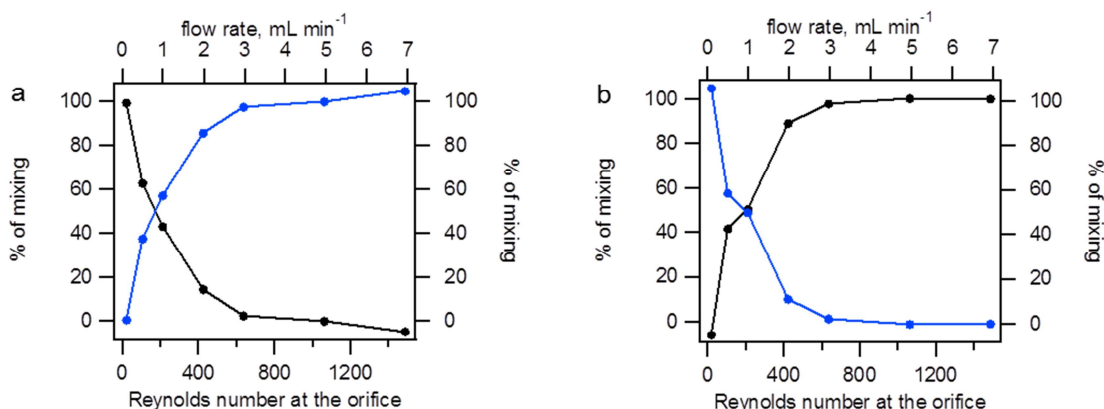 flow rate, mL min-1
0 1 2 3 4 5 6 7
a
100 100
80 80
60 60
40 40
20 20
0 0
% of mixing
% of mixing
0 400 800 1200
Reynolds number at the orifice
flow rate, mL min-1
0 1 2 3 4 5 6 7
b
100 100
80 80
60 60
40 40
20 20
0 0
% of mixing
% of mixing
0 400 800 1200
Reynolds number at the orifice